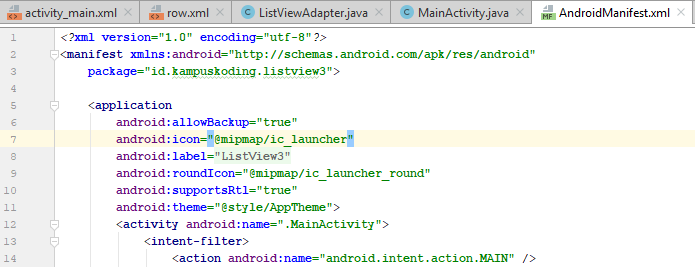 activity_main.xml × row.xml × ListViewAdapter.java × MainActivity.java × AndroidManifest.xml ×
1 <?xml version="1.0" encoding="utf-8"?>
2 <manifest xmlns:android="http://schemas.android.com/apk/res/android"
3 package="id.kampuskoding.listview3">
4
5 <application
6 android:allowBackup="true"
7 android:icon="@mipmap/ic_launcher"
8 android:label="ListView3"
9 android:roundIcon="@mipmap/ic_launcher_round"
10 android:supportsRtl="true"
11 android:theme="@style/AppTheme">
12 <activity android:name=".MainActivity">
13 <intent-filter>
14 <action android:name="android.intent.action.MAIN" />